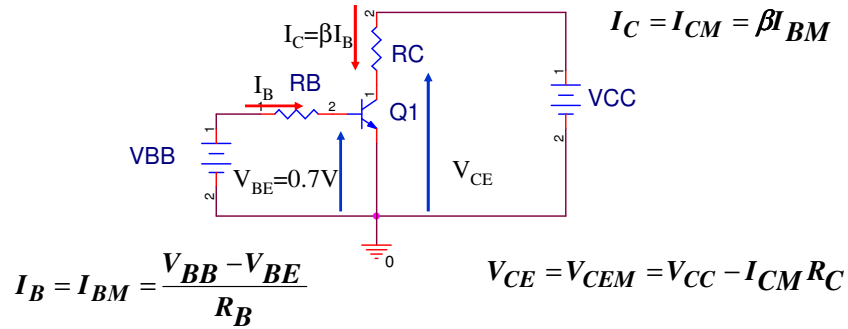 2
I_C=βI_B
I_C = I_CM = βI_BM
RC
I_B
RB
1
1
2
1
Q1
VCC
1
2
VBB
2
V_BE=0.7V
V_CE
0
I_B = I_BM = (V_BB − V_BE) / R_B
V_CE = V_CEM = V_CC − I_CM R_C